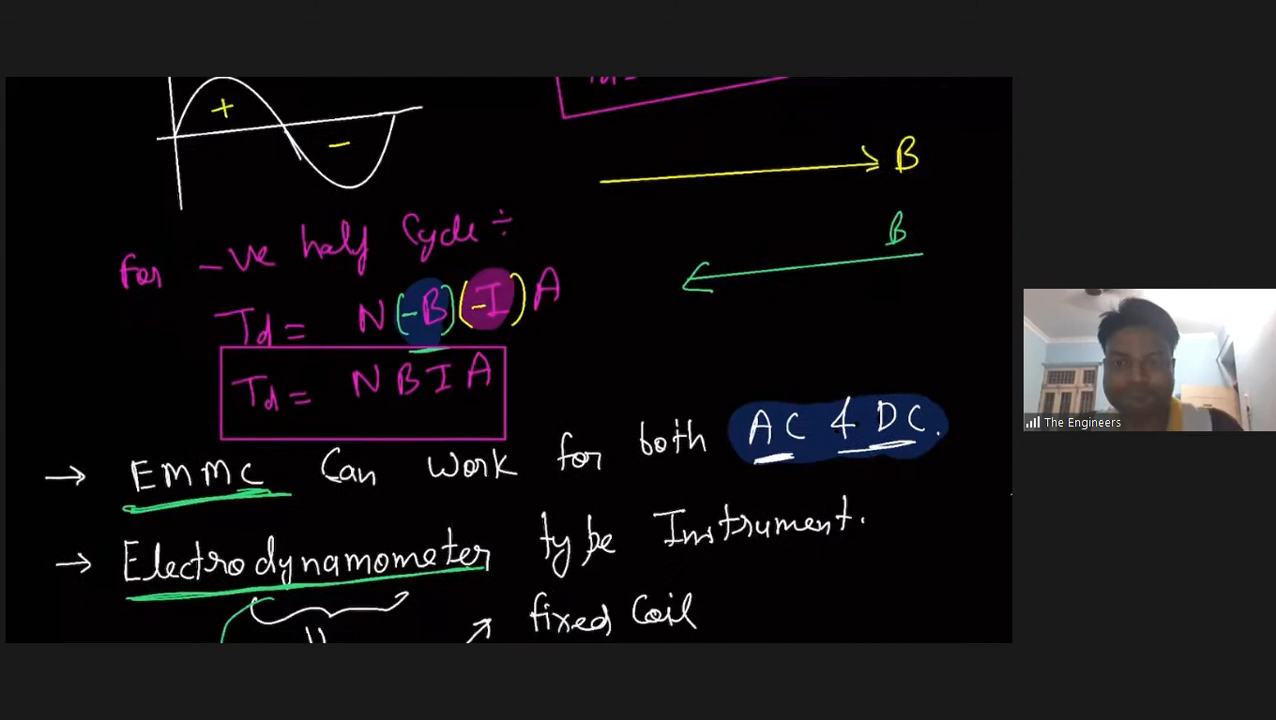 +
-
B
B
for -ve half Cycle ÷
Td = N(-B)(-I)A
Td = NBIA
→ EMMC Can work for both AC & DC.
→ Electrodynamometer type Instrument.
fixed Coil
The Engineers